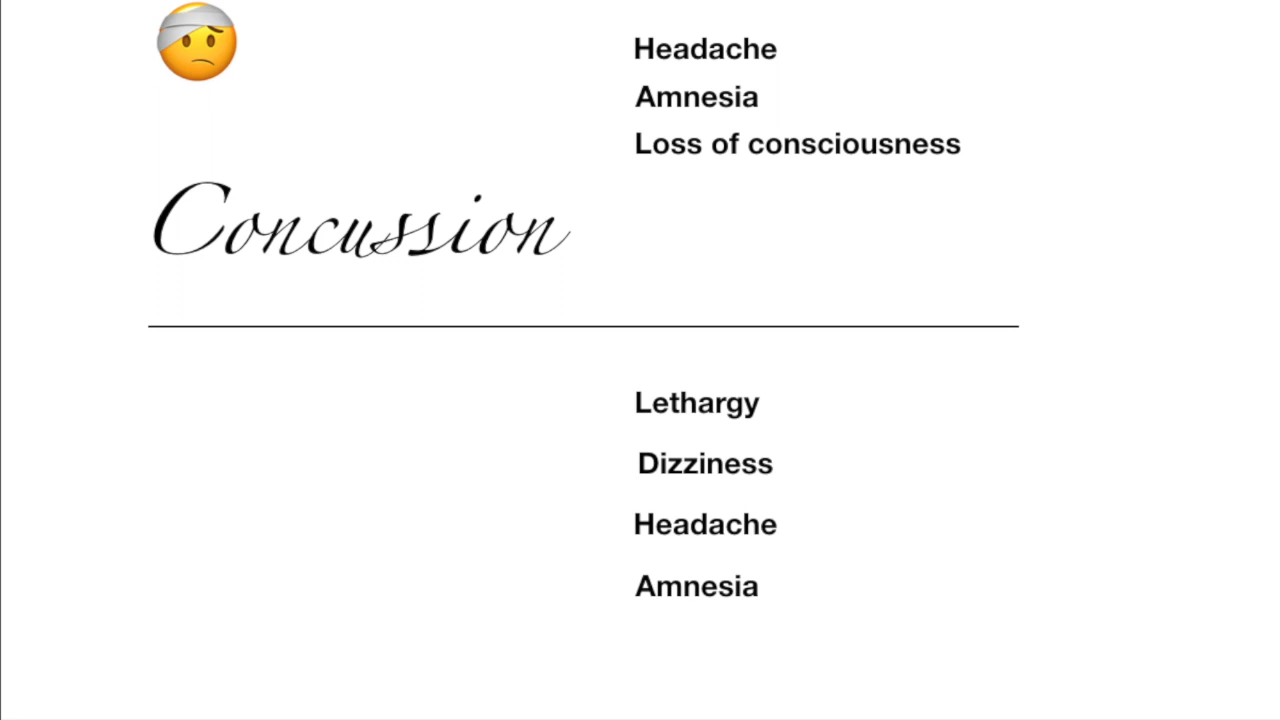 Headache
Amnesia
Loss of consciousness
Concussion
Lethargy
Dizziness
Headache
Amnesia